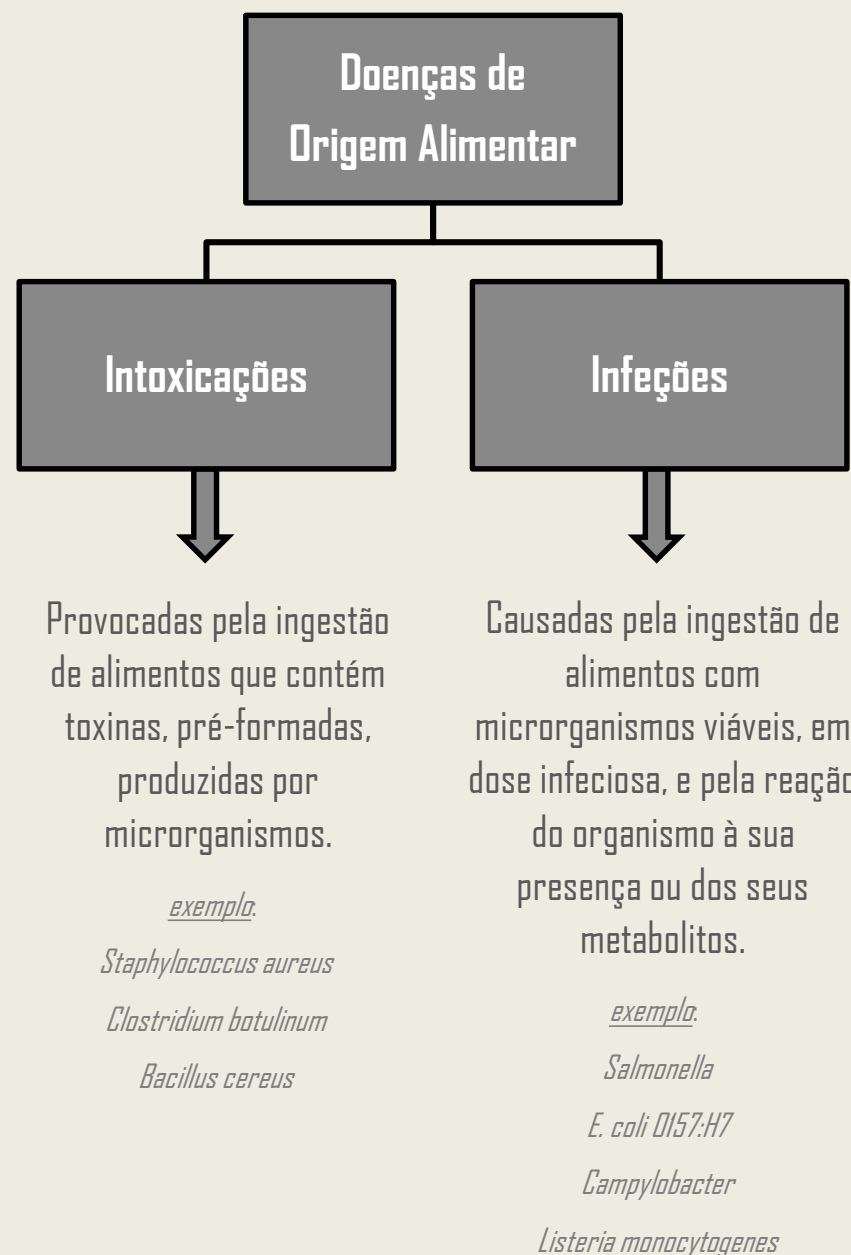 Doenças de
Origem Alimentar
Intoxicações
Provocadas pela ingestão
de alimentos que contém
toxinas, pré-formadas,
produzidas por
microrganismos.
exemplo:
Staphylococcus aureus
Clostridium botulinum
Bacillus cereus
Infeções
Causadas pela ingestão de
alimentos com
microrganismos viáveis, em
dose infeciosa, e pela reação
do organismo à sua
presença ou dos seus
metabolitos.
exemplo:
Salmonella
E. coli O157:H7
Campylobacter
Listeria monocytogenes